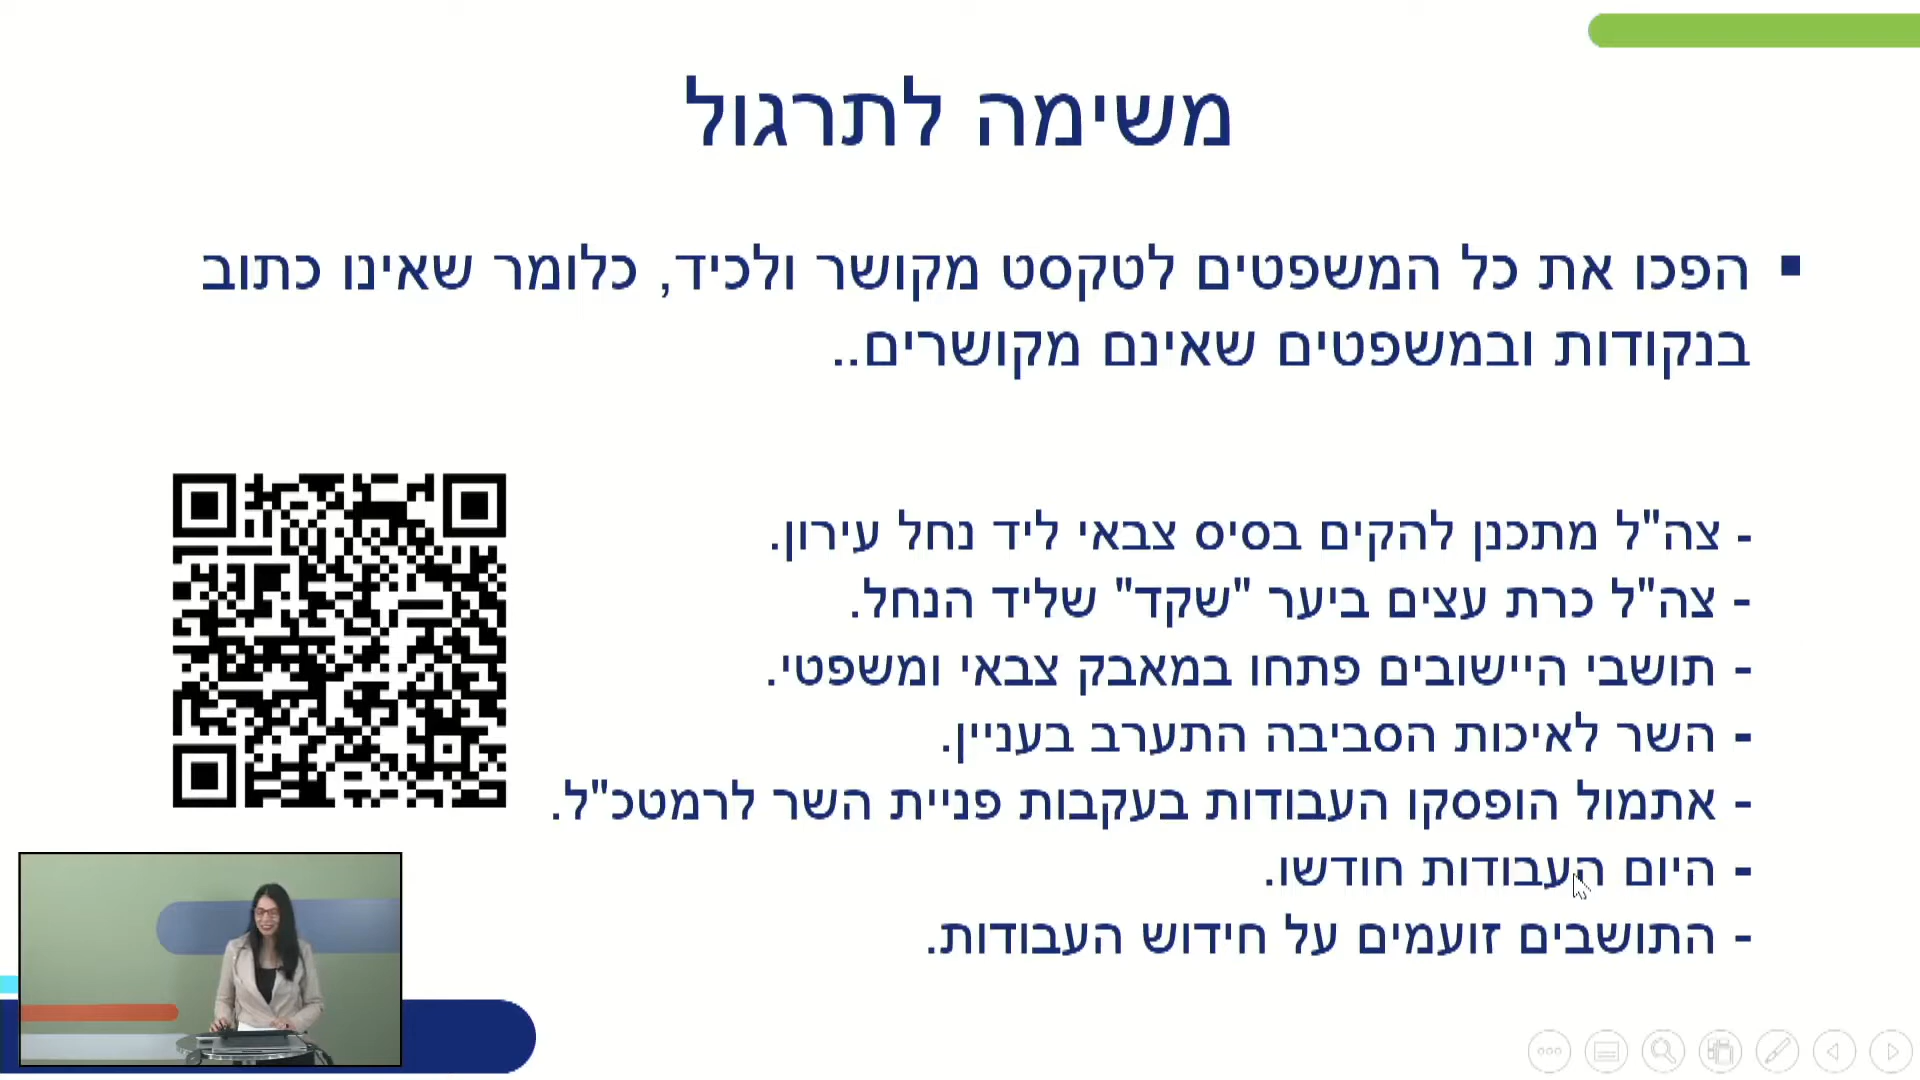 משימה לתרגול
▪ הפכו את כל המשפטים לטקסט מקושר ולכיד, כלומר שאינו כתוב
בנקודות ובמשפטים שאינם מקושרים..
- צה"ל מתכנן להקים בסיס צבאי ליד נחל עירון.
- צה"ל כרת עצים ביער "שקד" שליד הנחל.
- תושבי היישובים פתחו במאבק צבאי ומשפטי.
- השר לאיכות הסביבה התערב בעניין.
- אתמול הופסקו העבודות בעקבות פניית השר לרמטכ"ל.
- היום העבודות חודשו.
- התושבים זועמים על חידוש העבודות.